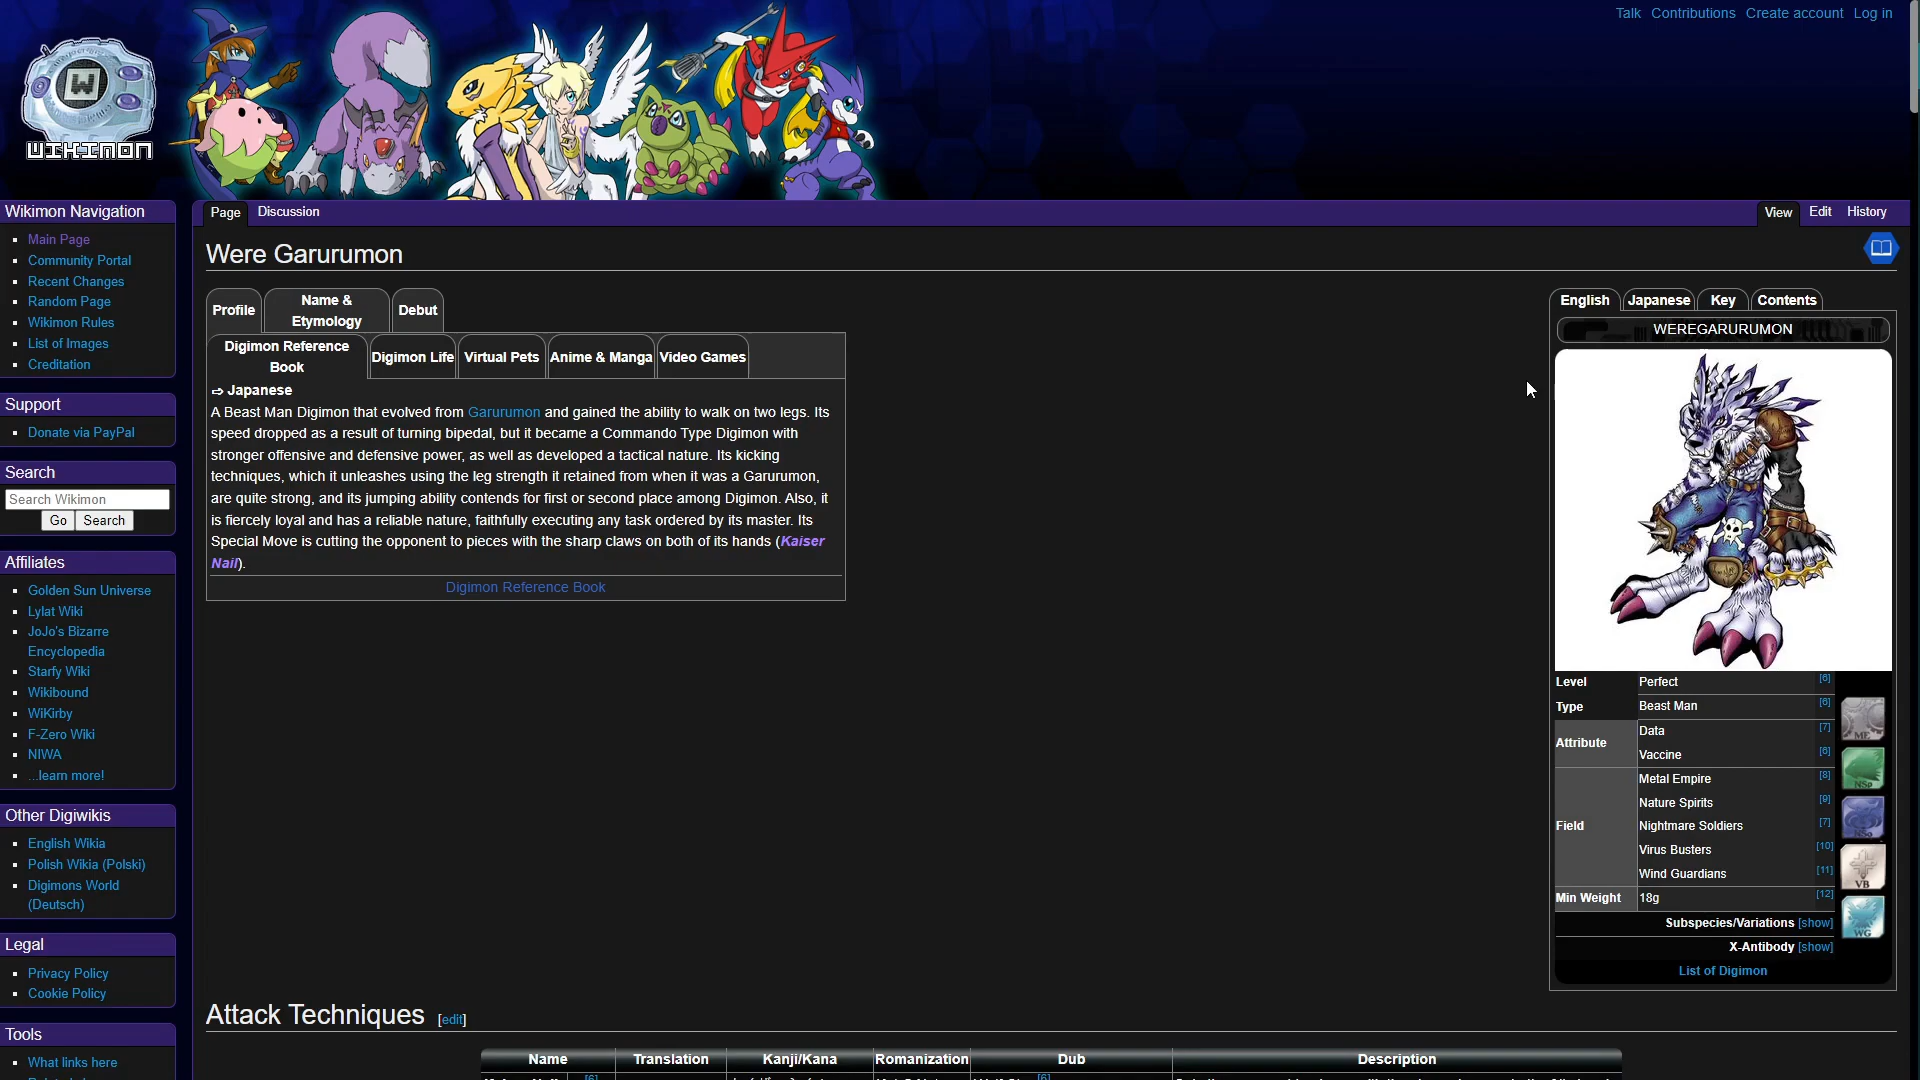 Talk Contributions Create account Log in
W
WIKIMON
Wikimon Navigation
Main Page
Community Portal
Recent Changes
Random Page
Wikimon Rules
List of Images
Creditation
Support
Donate via PayPal
Search
Search Wikimon
Go Search
Affiliates
Golden Sun Universe
Lylat Wiki
JoJo's Bizarre
Encyclopedia
Starfy Wiki
Wikibound
WiKirby
F-Zero Wiki
NIWA
...learn more!
Other Digiwikis
English Wikia
Polish Wikia (Polski)
Digimons World
(Deutsch)
Legal
Privacy Policy
Cookie Policy
Tools
What links here
Page Discussion
View Edit History
Were Garurumon
Profile
Name &
Etymology
Debut
Digimon Reference
Book
Digimon Life Virtual Pets Anime & Manga Video Games
⇨ Japanese
A Beast Man Digimon that evolved from Garurumon and gained the ability to walk on two legs. Its
speed dropped as a result of turning bipedal, but it became a Commando Type Digimon with
stronger offensive and defensive power, as well as developed a tactical nature. Its kicking
techniques, which it unleashes using the leg strength it retained from when it was a Garurumon,
are quite strong, and its jumping ability contends for first or second place among Digimon. Also, it
is fiercely loyal and has a reliable nature, faithfully executing any task ordered by its master. Its
Special Move is cutting the opponent to pieces with the sharp claws on both of its hands (Kaiser
Nail).
Digimon Reference Book
English Japanese Key Contents
WEREGARURUMON
Level Perfect [6]
Type Beast Man [6]
Attribute Data [7]
Vaccine [6]
Field Metal Empire [8]
Nature Spirits [9]
Nightmare Soldiers [7]
Virus Busters [10]
Wind Guardians [11]
Min Weight 18g [12]
ME
NSp
NSo
VB
WG
Subspecies/Variations [show]
X-Antibody [show]
List of Digimon
Attack Techniques [edit]
Name Translation Kanji/Kana Romanization Dub Description